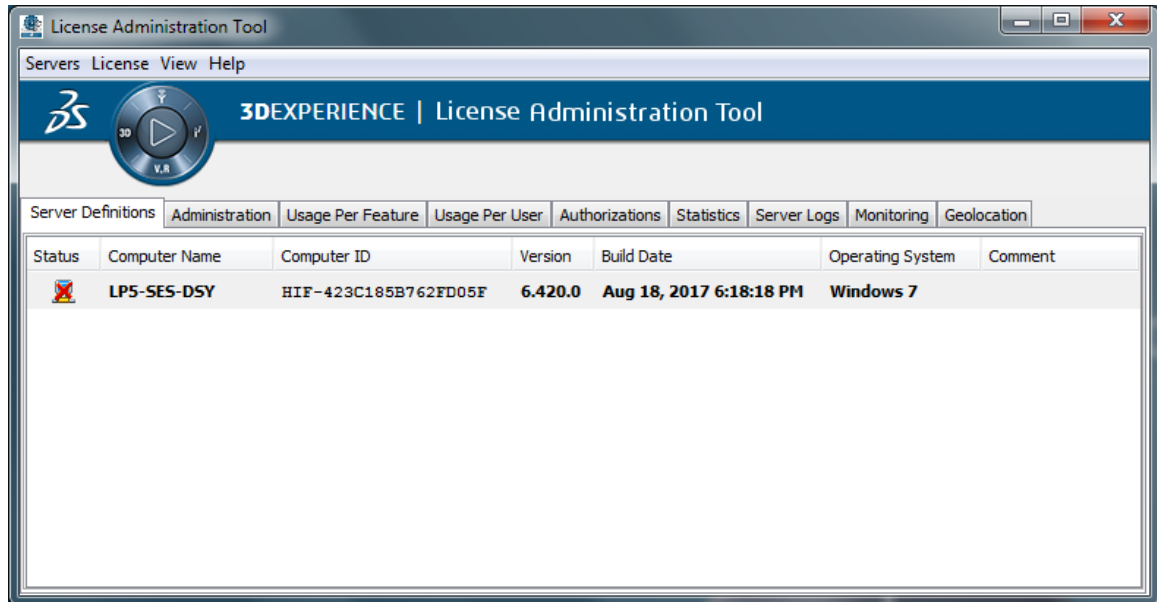 License Administration Tool
Servers License View Help
3DEXPERIENCE | License Administration Tool
3D V.R
Server Definitions Administration Usage Per Feature Usage Per User Authorizations Statistics Server Logs Monitoring Geolocation
Status Computer Name Computer ID Version Build Date Operating System Comment
LP5-SES-DSY HIF-423C185B762FD05F 6.420.0 Aug 18, 2017 6:18:18 PM Windows 7